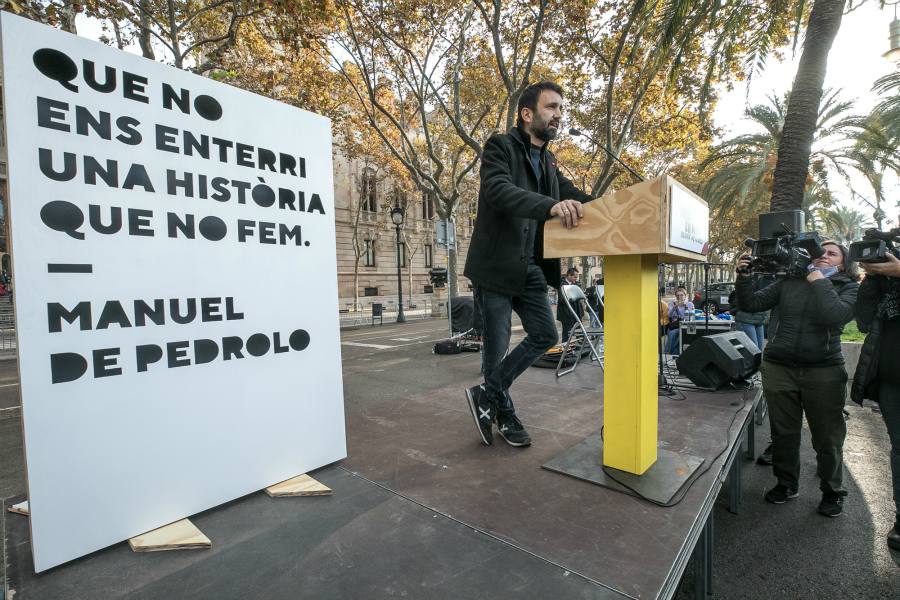 QUE NO
ENS ENTERRI
UNA HISTÒRIA
QUE NO FEM.
—
MANUEL
DE PEDROLO